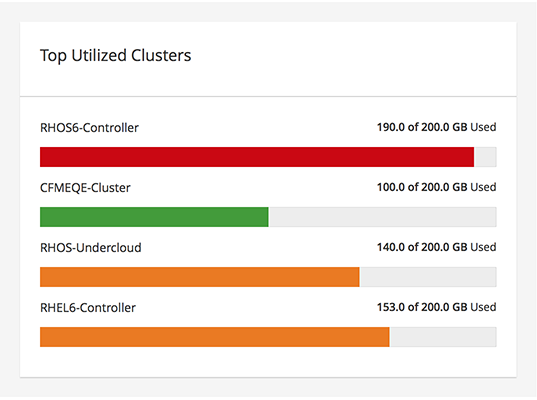 Top Utilized Clusters
RHOS6-Controller 190.0 of 200.0 GB Used
CFMEQE-Cluster 100.0 of 200.0 GB Used
RHOS-Undercloud 140.0 of 200.0 GB Used
RHEL6-Controller 153.0 of 200.0 GB Used